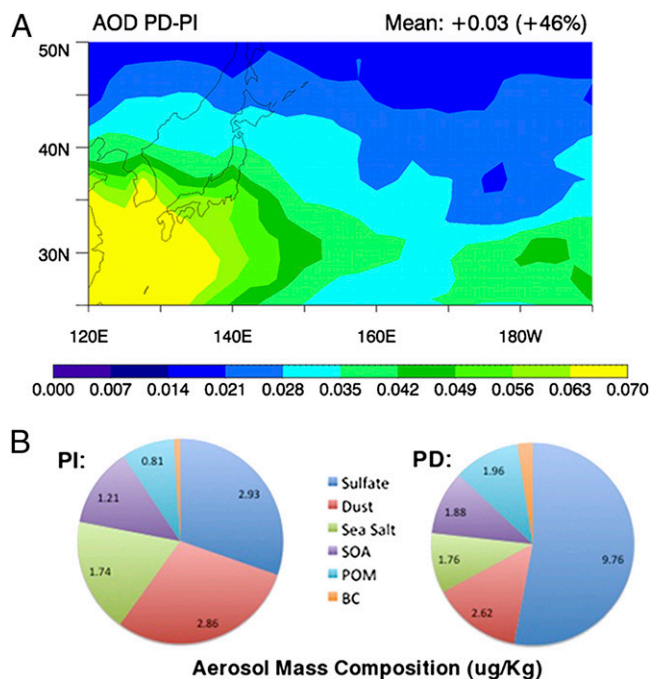 A
AOD PD-PI
Mean: +0.03 (+46%)
50N
40N
30N
120E 140E 160E 180W
0.000 0.007 0.014 0.021 0.028 0.035 0.042 0.049 0.056 0.063 0.070
B
PI:
0.81
1.21
2.93
1.74
2.86
Sulfate
Dust
Sea Salt
SOA
POM
BC
PD:
1.96
1.88
1.76
9.76
2.62
Aerosol Mass Composition (ug/Kg)